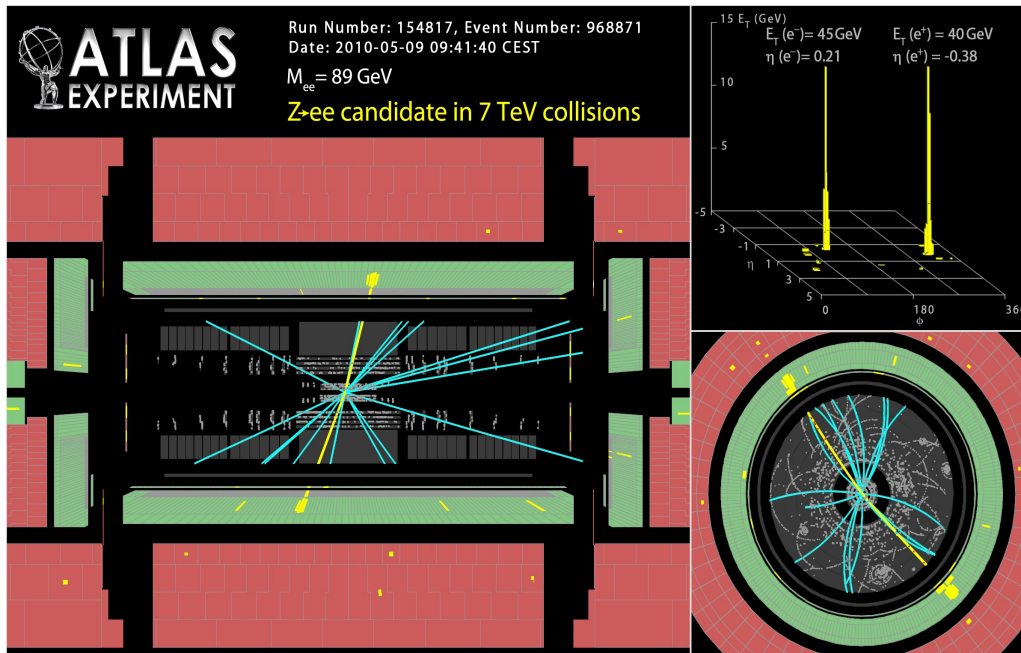 ATLAS
EXPERIMENT
Run Number: 154817, Event Number: 968871
Date: 2010-05-09 09:41:40 CEST
M_ee = 89 GeV
Z→ee candidate in 7 TeV collisions
15 E_T (GeV)
E_T (e⁻) = 45 GeV
η (e⁻) = 0.21
E_T (e⁺) = 40 GeV
η (e⁺) = -0.38
10
5
-5
-3
-1
η
1
3
5
0
180
ϕ
360